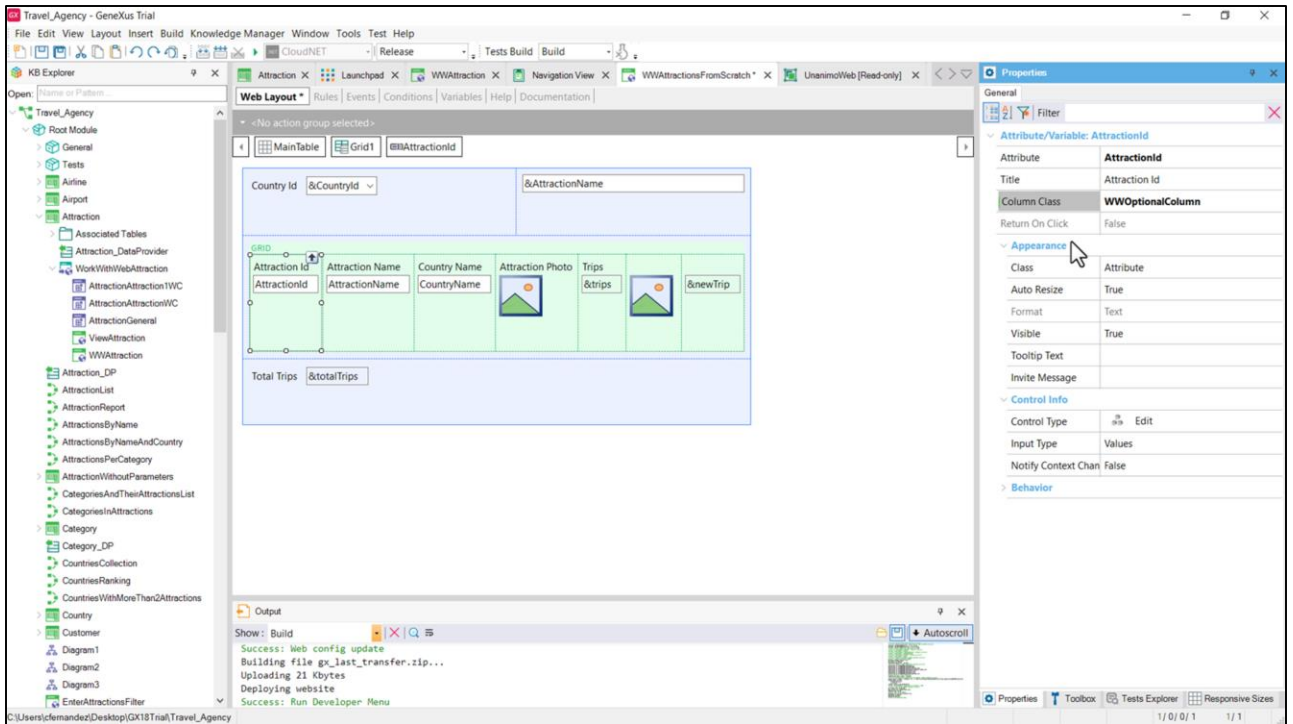 Travel_Agency - GeneXus Trial
File Edit View Layout Insert Build Knowledge Manager Window Tools Test Help
CloudNET Release Tests Build Build
KB Explorer
Open: Name or Pattern...
Travel_Agency
Root Module
General
Tests
Airline
Airport
Attraction
Associated Tables
Attraction_DataProvider
WorkWithWebAttraction
AttractionAttraction1WC
AttractionAttractionWC
AttractionGeneral
ViewAttraction
WWAttraction
Attraction_DP
AttractionList
AttractionReport
AttractionsByName
AttractionsByNameAndCountry
AttractionsPerCategory
AttractionWithoutParameters
CategoriesAndTheirAttractionsList
CategoriesInAttractions
Category
Category_DP
CountriesCollection
CountriesRanking
CountriesWithMoreThan2Attractions
Country
Customer
Diagram1
Diagram2
Diagram3
EnterAttractionsFilter
Attraction X Launchpad X WWAttraction X Navigation View X WWAttractionsFromScratch * X UnanimoWeb [Read-only] X
Web Layout * Rules Events Conditions Variables Help Documentation
<No action group selected>
MainTable Grid1 AttractionId
Country Id &CountryId &AttractionName
GRID
Attraction Id Attraction Name Country Name Attraction Photo Trips
AttractionId AttractionName CountryName &trips &newTrip
Total Trips &totalTrips
Output
Show: Build Autoscroll
Success: Web config update
Building file gx_last_transfer.zip...
Uploading 21 Kbytes
Deploying website
Success: Run Developer Menu
Properties
General
Filter
Attribute/Variable: AttractionId
Attribute AttractionId
Title Attraction Id
Column Class WWOptionalColumn
Return On Click False
Appearance
Class Attribute
Auto Resize True
Format Text
Visible True
Tooltip Text
Invite Message
Control Info
Control Type Edit
Input Type Values
Notify Context Chan False
Behavior
Properties Toolbox Tests Explorer Responsive Sizes
C:\Users\cfernandez\Desktop\GX18Trial\Travel_Agency 1/0/0/1 1/1